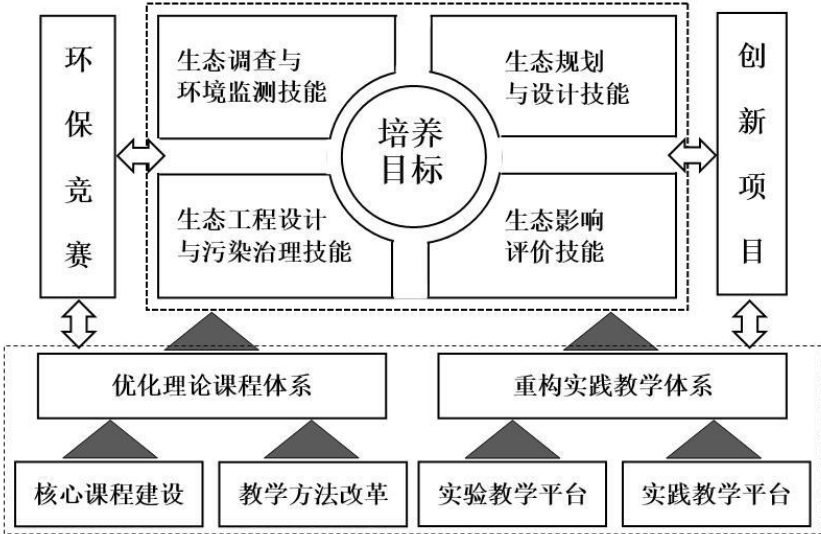 环保竞赛
生态调查与
环境监测技能
生态规划
与设计技能
培养
目标
生态工程设计
与污染治理技能
生态影响
评价技能
创新项目
优化理论课程体系
重构实践教学体系
核心课程建设
教学方法改革
实验教学平台
实践教学平台